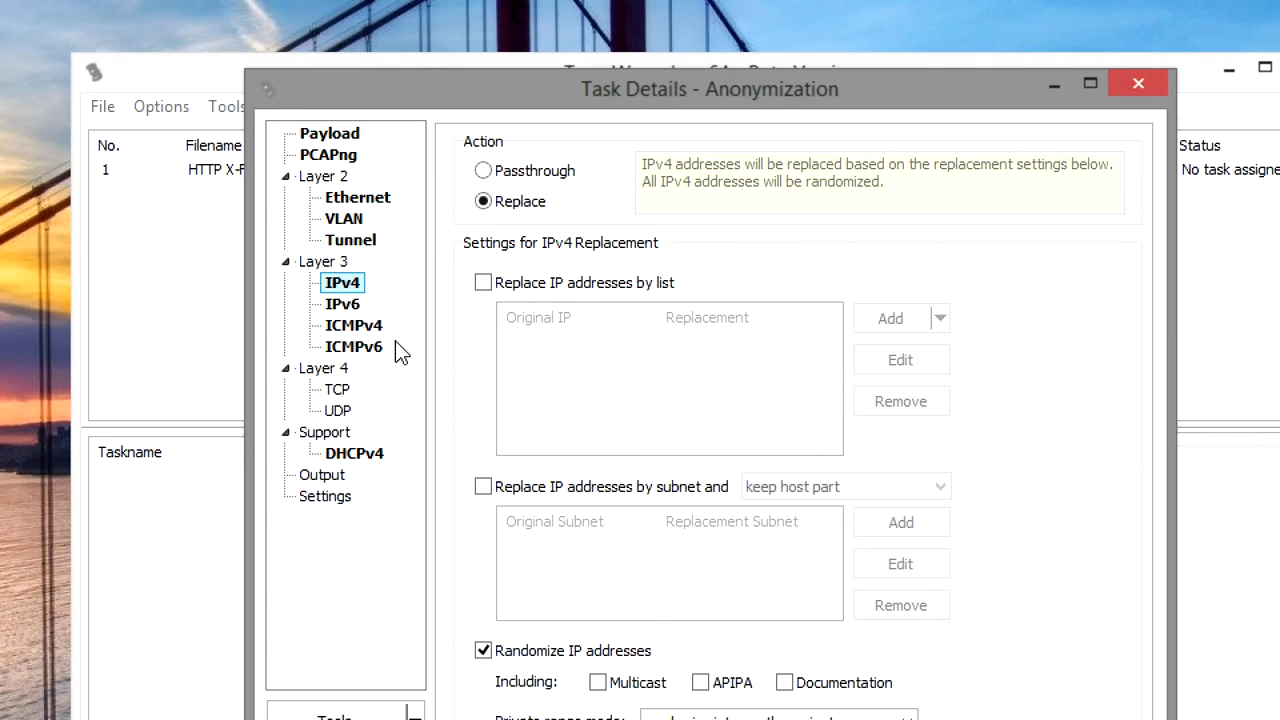 Task Details - Anonymization
File Options Tools
No. Filename
1 HTTP X-F
Taskname
Status
No task assigne
Payload
PCAPng
Layer 2
Ethernet
VLAN
Tunnel
Layer 3
IPv4
IPv6
ICMPv4
ICMPv6
Layer 4
TCP
UDP
Support
DHCPv4
Output
Settings
Action
Passthrough
Replace
IPv4 addresses will be replaced based on the replacement settings below.
All IPv4 addresses will be randomized.
Settings for IPv4 Replacement
Replace IP addresses by list
Original IP Replacement
Add
Edit
Remove
Replace IP addresses by subnet and keep host part
Original Subnet Replacement Subnet
Add
Edit
Remove
Randomize IP addresses
Including: Multicast APIPA Documentation
Private range mode: